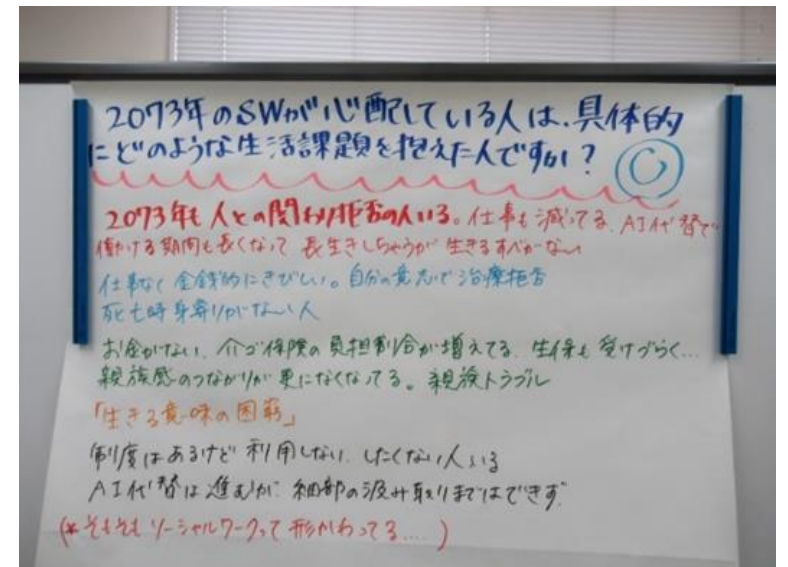 2073年のSWが心配している人は、具体的
にどのような生活課題を抱えた人ですか?
2073年も人との関わり拒否の人いる。仕事も減ってる、AI代替で
働ける期間も長くなって 長生きしちゃうが 生きるすべがない
仕事なく金銭的にきびしい。自分の意志で治療拒否
死亡時身寄りがない人
お金がない、介ゴ保険の負担割合が増えてる、生保も受けづらく…
親族感のつながりが更になくなってる。親族トラブル
「生きる意味の困窮」
制度はあるけど利用しない、したくない人いる
AI代替は進むが 細部の汲み取りまではできず。
(*そもそもソーシャルワークって形かわってる....)